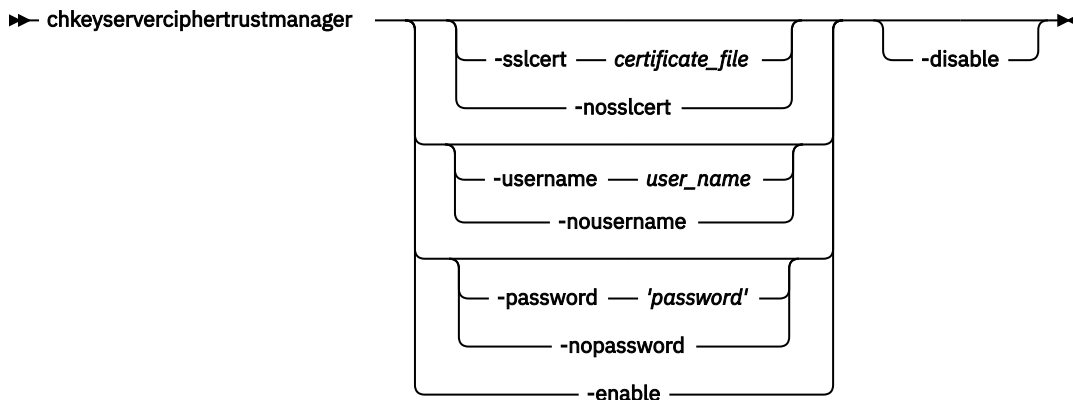 chkeyserverciphertrustmanager
-sslcert certificate_file
-disable
-nosslcert
-username user_name
-nousername
-password 'password'
-nopassword
-enable